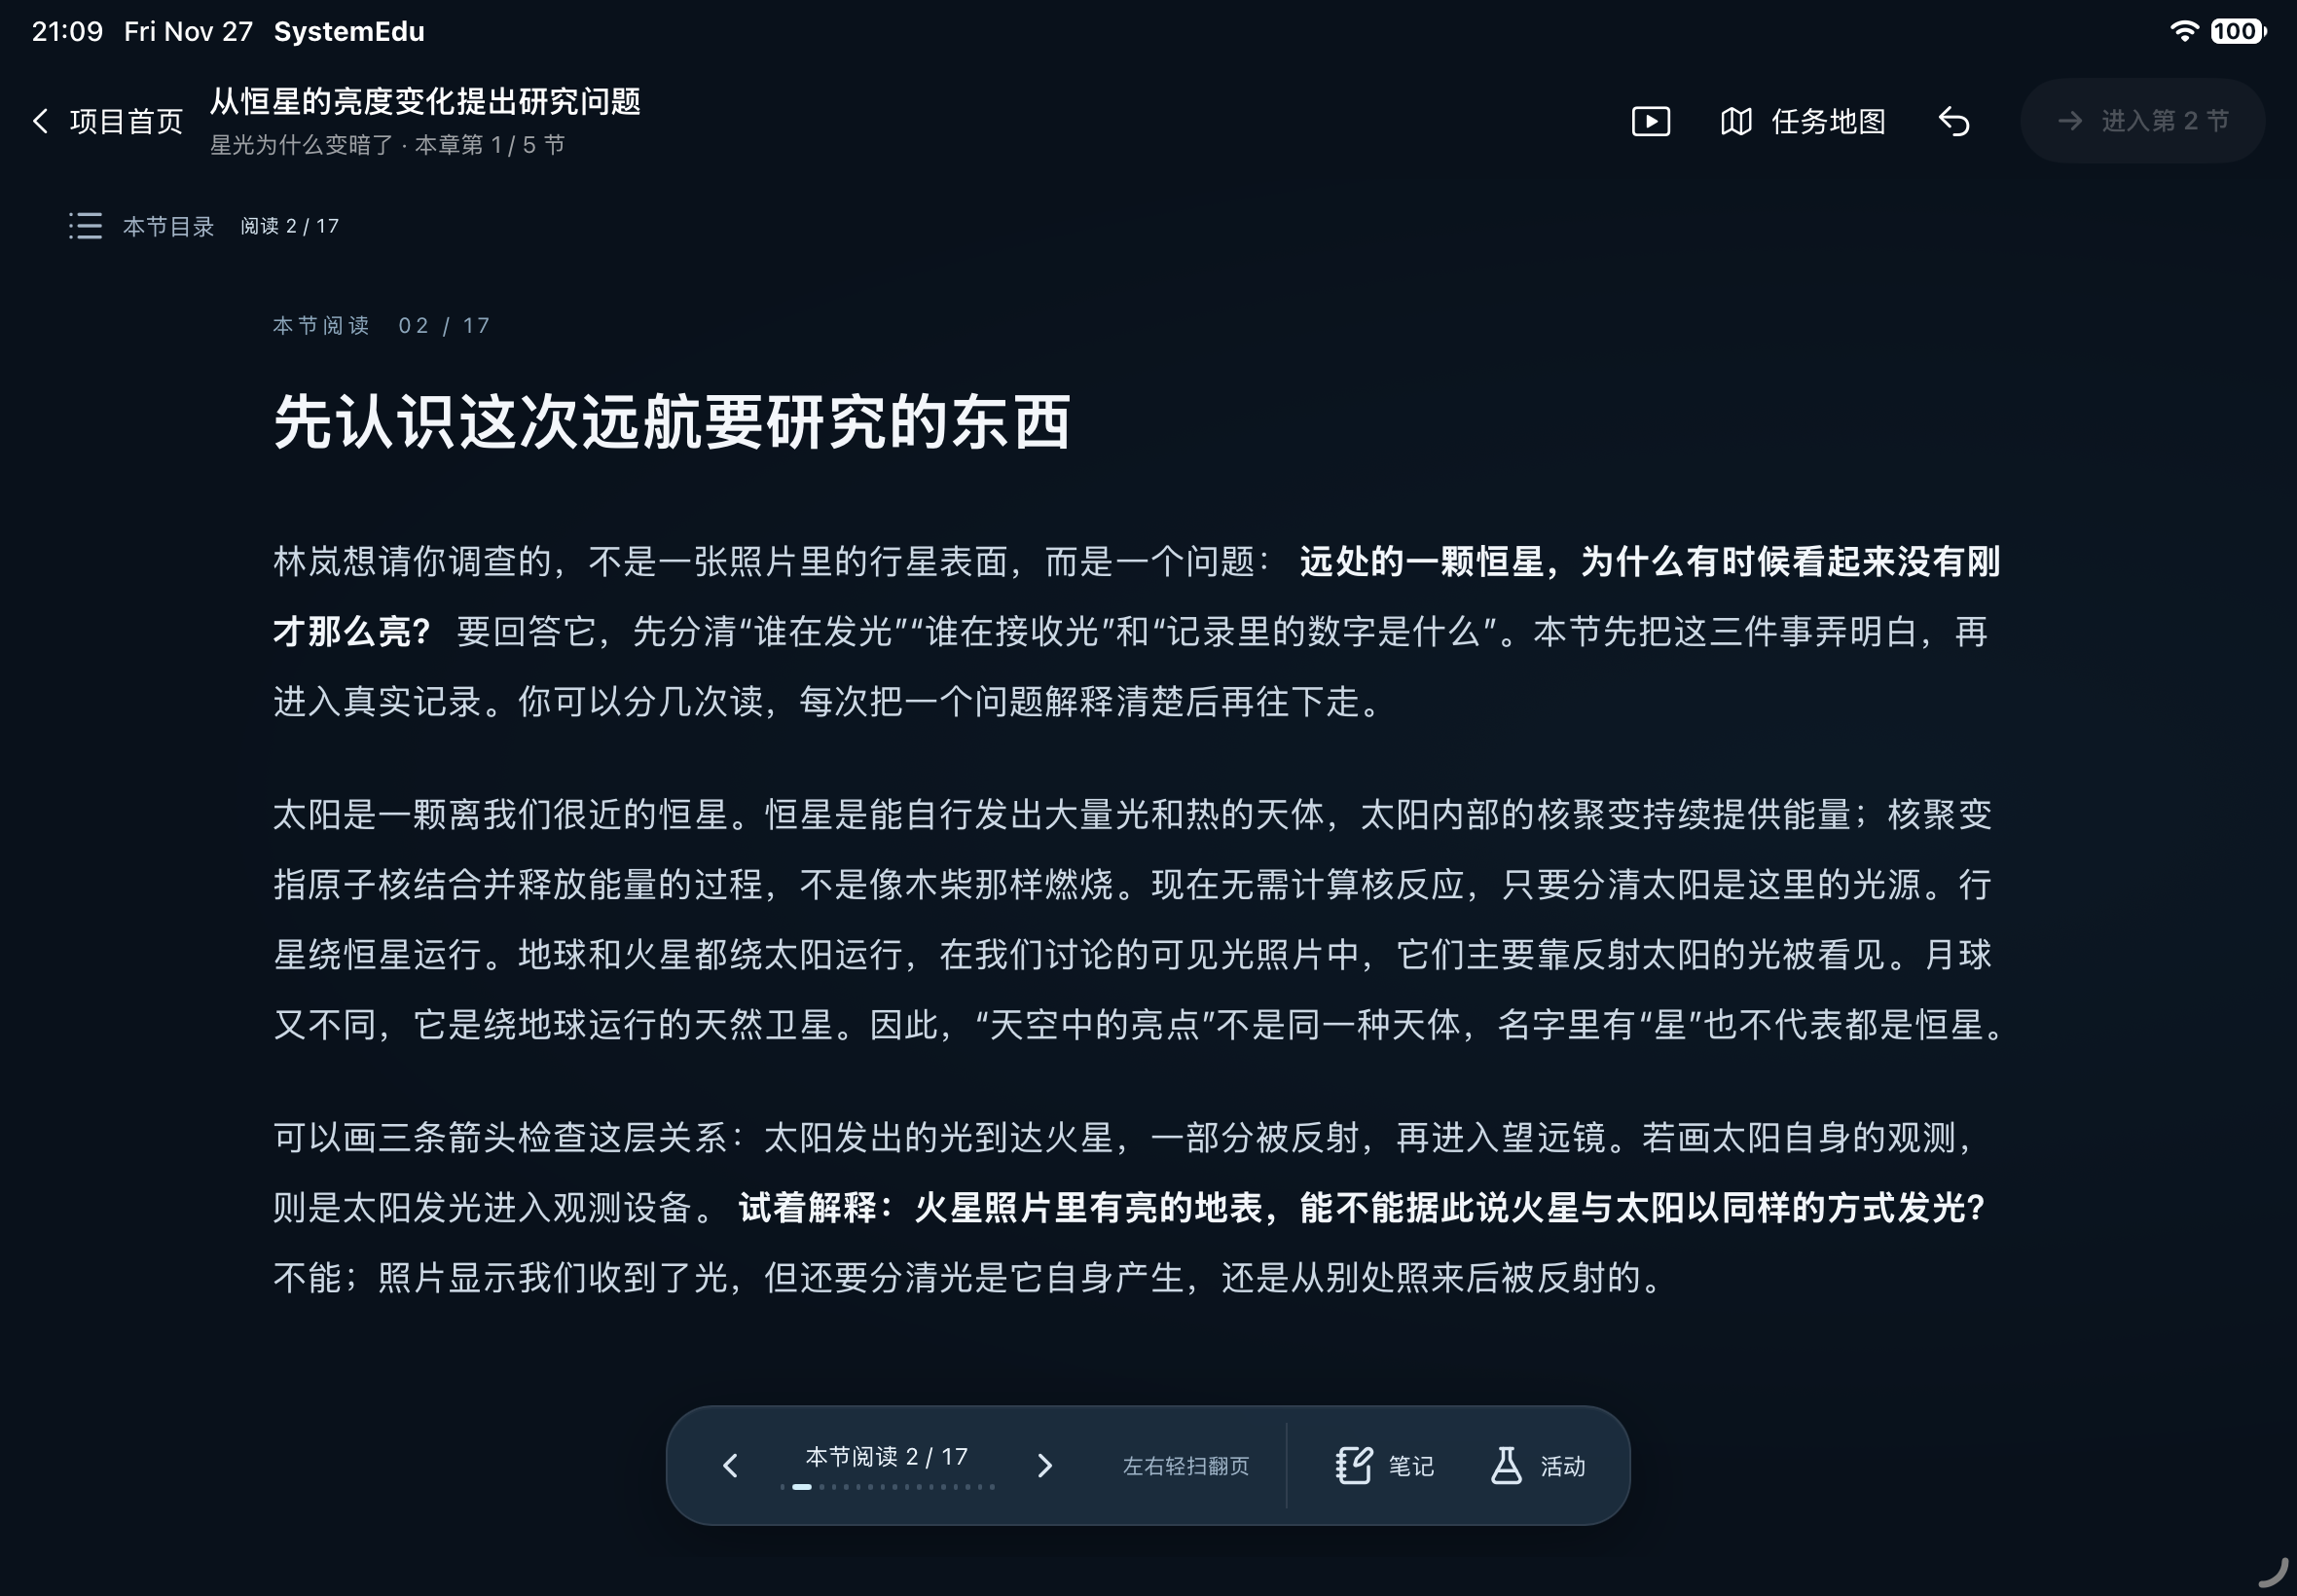 21:09 Fri Nov 27 SystemEdu
100
项目首页
从恒星的亮度变化提出研究问题
星光为什么变暗了 · 本章第 1 / 5 节
任务地图
进入第 2 节
本节目录 阅读 2 / 17
本节阅读 02 / 17
先认识这次远航要研究的东西
林岚想请你调查的，不是一张照片里的行星表面，而是一个问题： 远处的一颗恒星，为什么有时候看起来没有刚
才那么亮？ 要回答它，先分清“谁在发光”“谁在接收光”和“记录里的数字是什么”。本节先把这三件事弄明白，再
进入真实记录。你可以分几次读，每次把一个问题解释清楚后再往下走。
太阳是一颗离我们很近的恒星。恒星是能自行发出大量光和热的天体，太阳内部的核聚变持续提供能量；核聚变
指原子核结合并释放能量的过程，不是像木柴那样燃烧。现在无需计算核反应，只要分清太阳是这里的光源。行
星绕恒星运行。地球和火星都绕太阳运行，在我们讨论的可见光照片中，它们主要靠反射太阳的光被看见。月球
又不同，它是绕地球运行的天然卫星。因此，“天空中的亮点”不是同一种天体，名字里有“星”也不代表都是恒星。
可以画三条箭头检查这层关系：太阳发出的光到达火星，一部分被反射，再进入望远镜。若画太阳自身的观测，
则是太阳发光进入观测设备。 试着解释：火星照片里有亮的地表，能不能据此说火星与太阳以同样的方式发光？
不能；照片显示我们收到了光，但还要分清光是它自身产生，还是从别处照来后被反射的。
本节阅读 2 / 17
左右轻扫翻页
笔记
活动